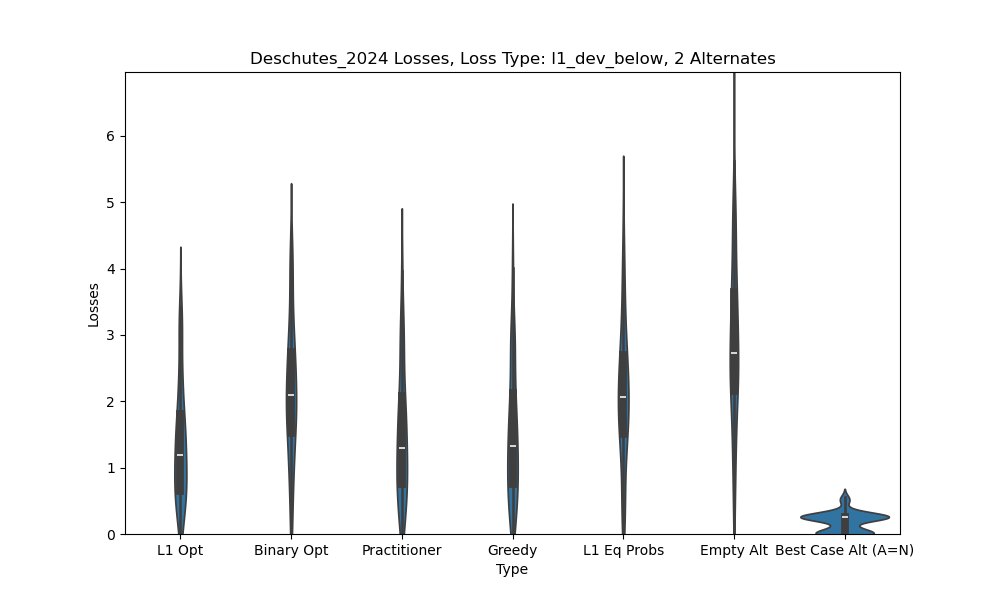 Deschutes_2024 Losses, Loss Type: l1_dev_below, 2 Alternates
6
5
4
3
2
1
0
Losses
L1 Opt
Binary Opt
Practitioner
Greedy
L1 Eq Probs
Empty Alt
Best Case Alt (A=N)
Type